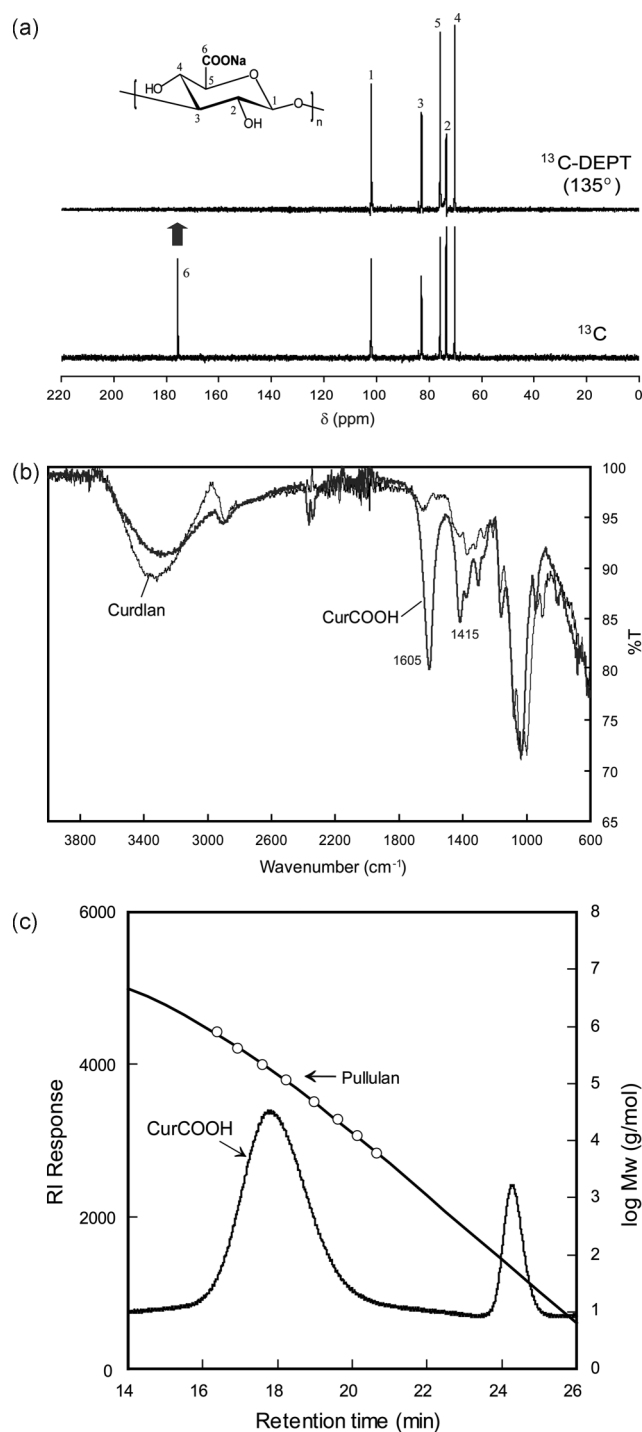 (a)
6
COONa
4
HO
5
O
3
2
OH
1
O
n
1
3
5
2
4
13C-DEPT
(135°)
6
13C
220 200 180 160 140 120 100 80 60 40 20 0
δ (ppm)
(b)
100
95
90
85
80
75
70
65
%T
Curdlan
CurCOOH
1605
1415
3800 3400 3000 2600 2200 1800 1400 1000 600
Wavenumber (cm-1)
(c)
6000
4000
2000
0
RI Response
8
7
6
5
4
3
2
1
0
log Mw (g/mol)
Pullulan
CurCOOH
14 16 18 20 22 24 26
Retention time (min)